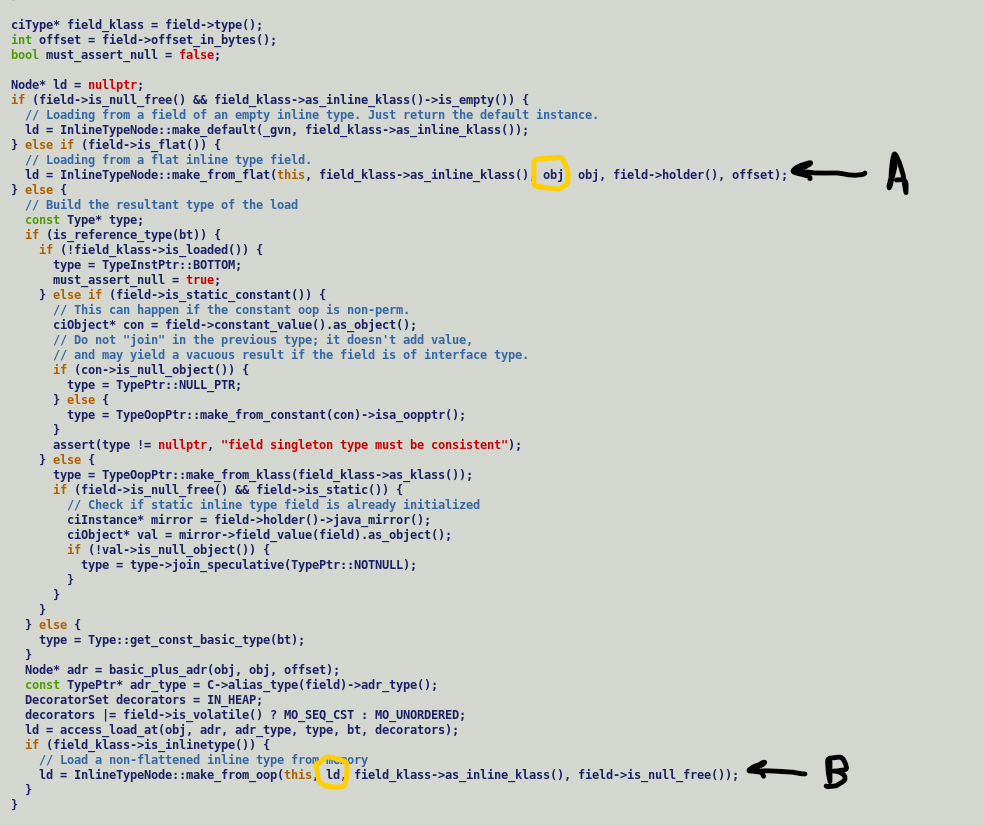 ciType* field_klass = field->type();
int offset = field->offset_in_bytes();
bool must_assert_null = false;

Node* ld = nullptr;
if (field->is_null_free() && field_klass->as_inline_klass()->is_empty()) {
  // Loading from a field of an empty inline type. Just return the default instance.
  ld = InlineTypeNode::make_default(_gvn, field_klass->as_inline_klass());
} else if (field->is_flat()) {
  // Loading from a flat inline type field.
  ld = InlineTypeNode::make_from_flat(this, field_klass->as_inline_klass() obj obj, field->holder(), offset); A
} else {
  // Build the resultant type of the load
  const Type* type;
  if (is_reference_type(bt)) {
    if (!field_klass->is_loaded()) {
      type = TypeInstPtr::BOTTOM;
      must_assert_null = true;
    } else if (field->is_static_constant()) {
      // This can happen if the constant oop is non-perm.
      ciObject* con = field->constant_value().as_object();
      // Do not "join" in the previous type; it doesn't add value,
      // and may yield a vacuous result if the field is of interface type.
      if (con->is_null_object()) {
        type = TypePtr::NULL_PTR;
      } else {
        type = TypeOopPtr::make_from_constant(con)->isa_oopptr();
      }
      assert(type != nullptr, "field singleton type must be consistent");
    } else {
      type = TypeOopPtr::make_from_klass(field_klass->as_klass());
      if (field->is_null_free() && field->is_static()) {
        // Check if static inline type field is already initialized
        ciInstance* mirror = field->holder()->java_mirror();
        ciObject* val = mirror->field_value(field).as_object();
        if (!val->is_null_object()) {
          type = type->join_speculative(TypePtr::NOTNULL);
        }
      }
    }
  } else {
    type = Type::get_const_basic_type(bt);
  }
  Node* adr = basic_plus_adr(obj, obj, offset);
  const TypePtr* adr_type = C->alias_type(field)->adr_type();
  DecoratorSet decorators = IN_HEAP;
  decorators |= field->is_volatile() ? MO_SEQ_CST : MO_UNORDERED;
  ld = access_load_at(obj, adr, adr_type, type, bt, decorators);
  if (field_klass->is_inlinetype()) {
    // Load a non-flattened inline type from memory
    ld = InlineTypeNode::make_from_oop(this, ld, field_klass->as_inline_klass(), field->is_null_free()); B
  }
}